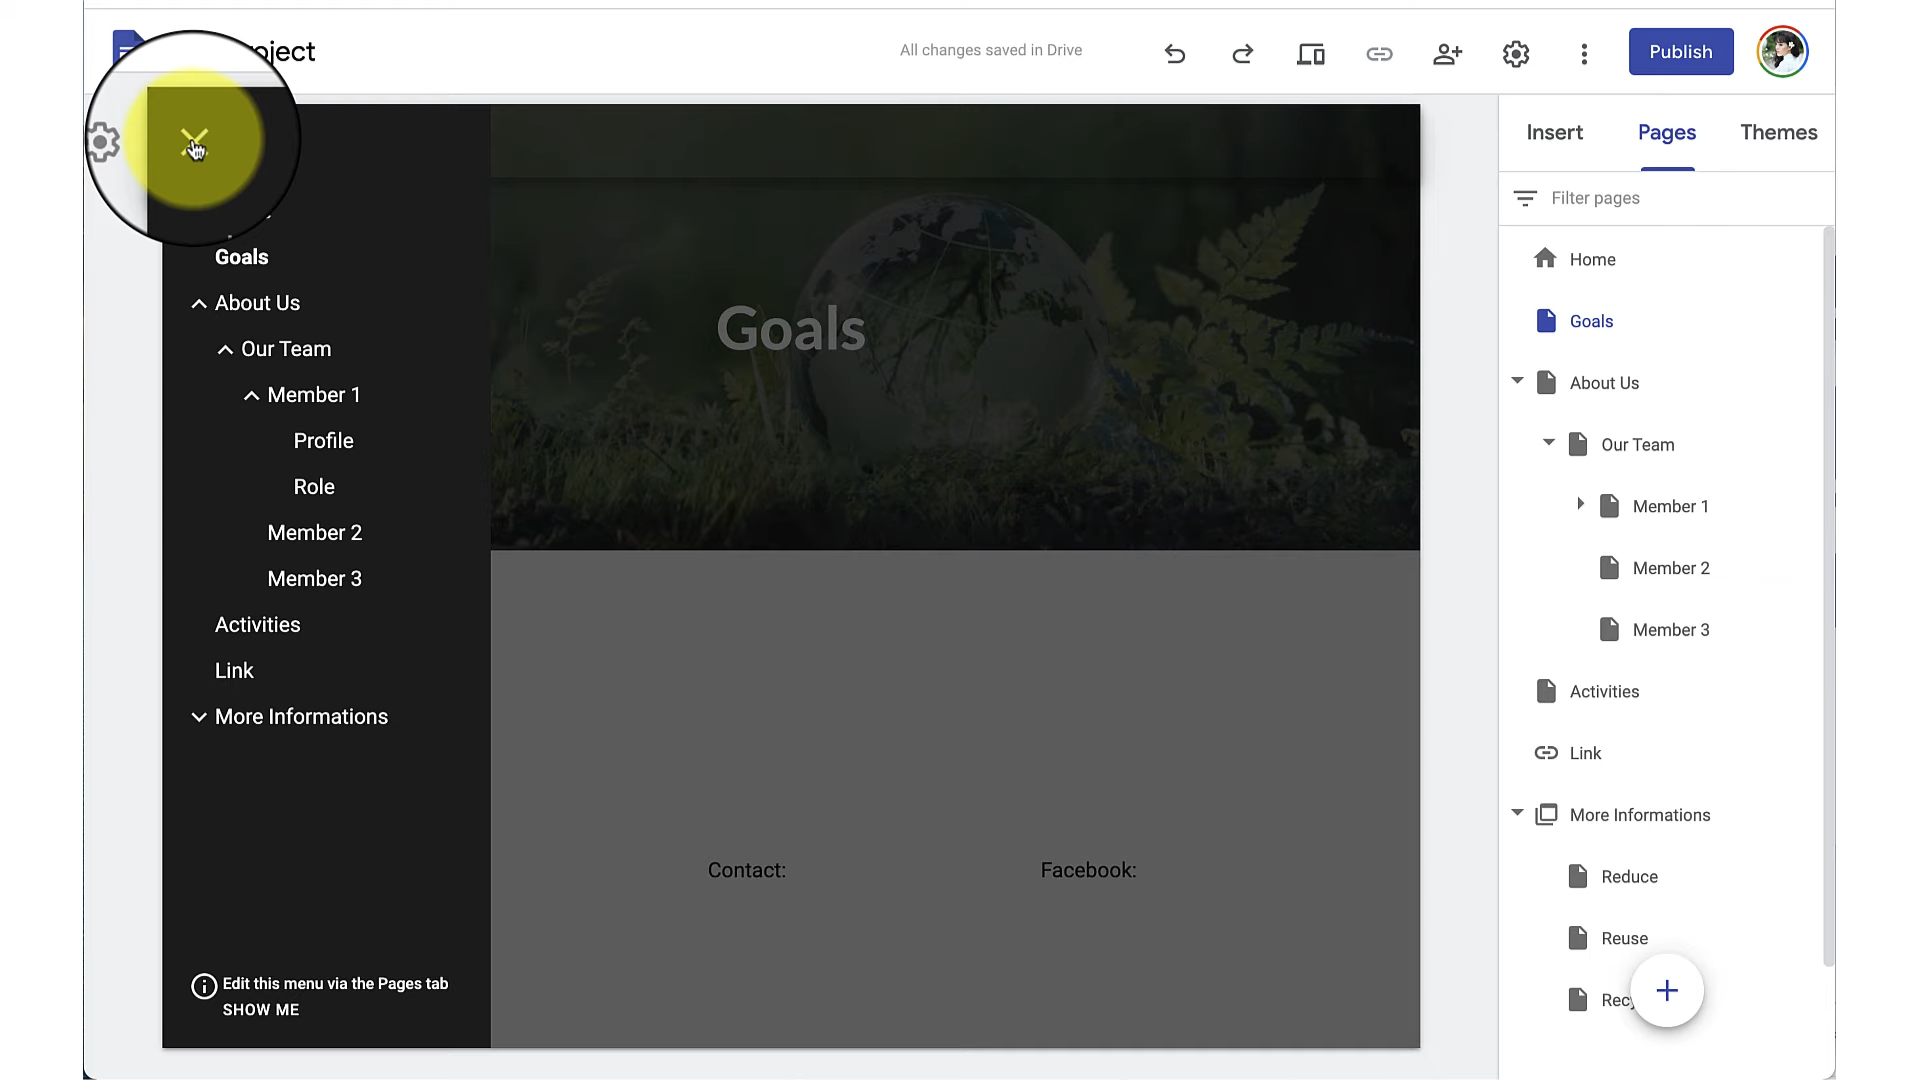 oject
All changes saved in Drive
Publish
Insert
Pages
Themes
Filter pages
Goals
About Us
Our Team
Member 1
Profile
Role
Member 2
Member 3
Activities
Link
More Informations
Edit this menu via the Pages tab
SHOW ME
Goals
Contact:
Facebook:
Home
Goals
About Us
Our Team
Member 1
Member 2
Member 3
Activities
Link
More Informations
Reduce
Reuse